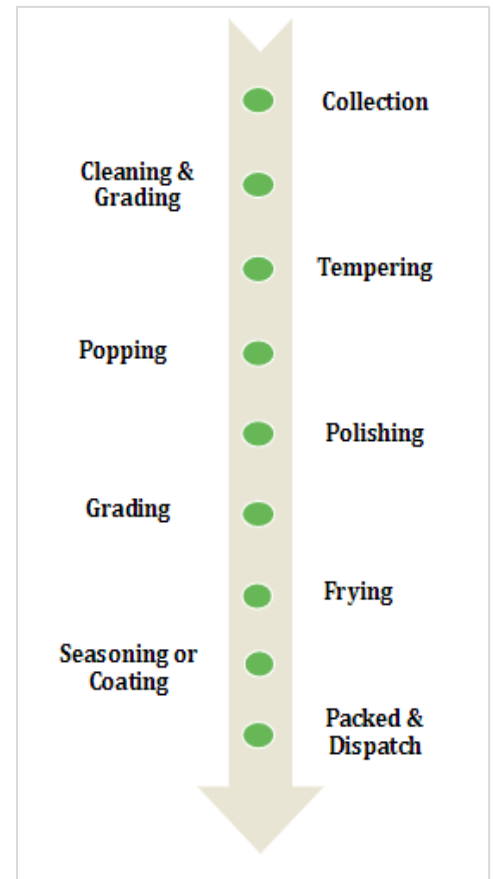 Collection
Cleaning &
Grading
Tempering
Popping
Polishing
Grading
Frying
Seasoning or
Coating
Packed &
Dispatch